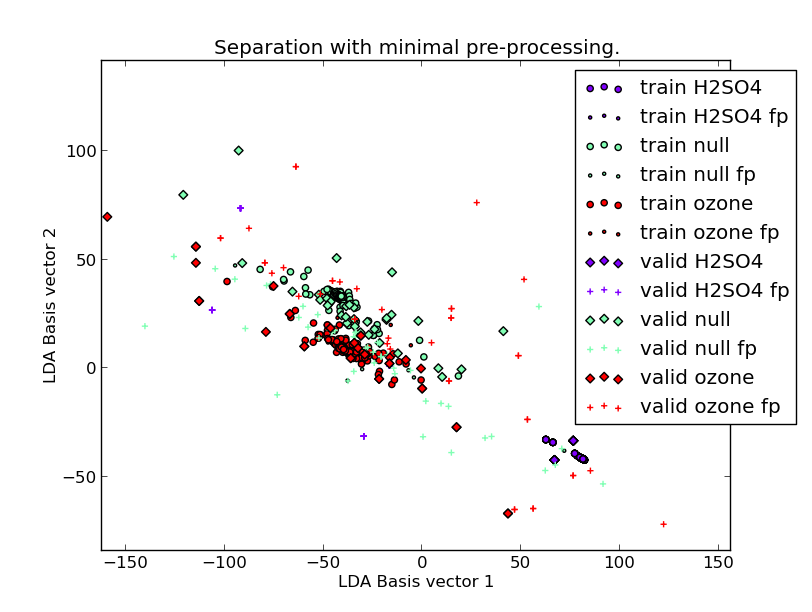 Separation with minimal pre-processing.
train H2SO4
train H2SO4 fp
train null
train null fp
train ozone
train ozone fp
valid H2SO4
valid H2SO4 fp
valid null
valid null fp
valid ozone
valid ozone fp
LDA Basis vector 2
100
50
0
−50
−150
−100
−50
0
50
100
150
LDA Basis vector 1